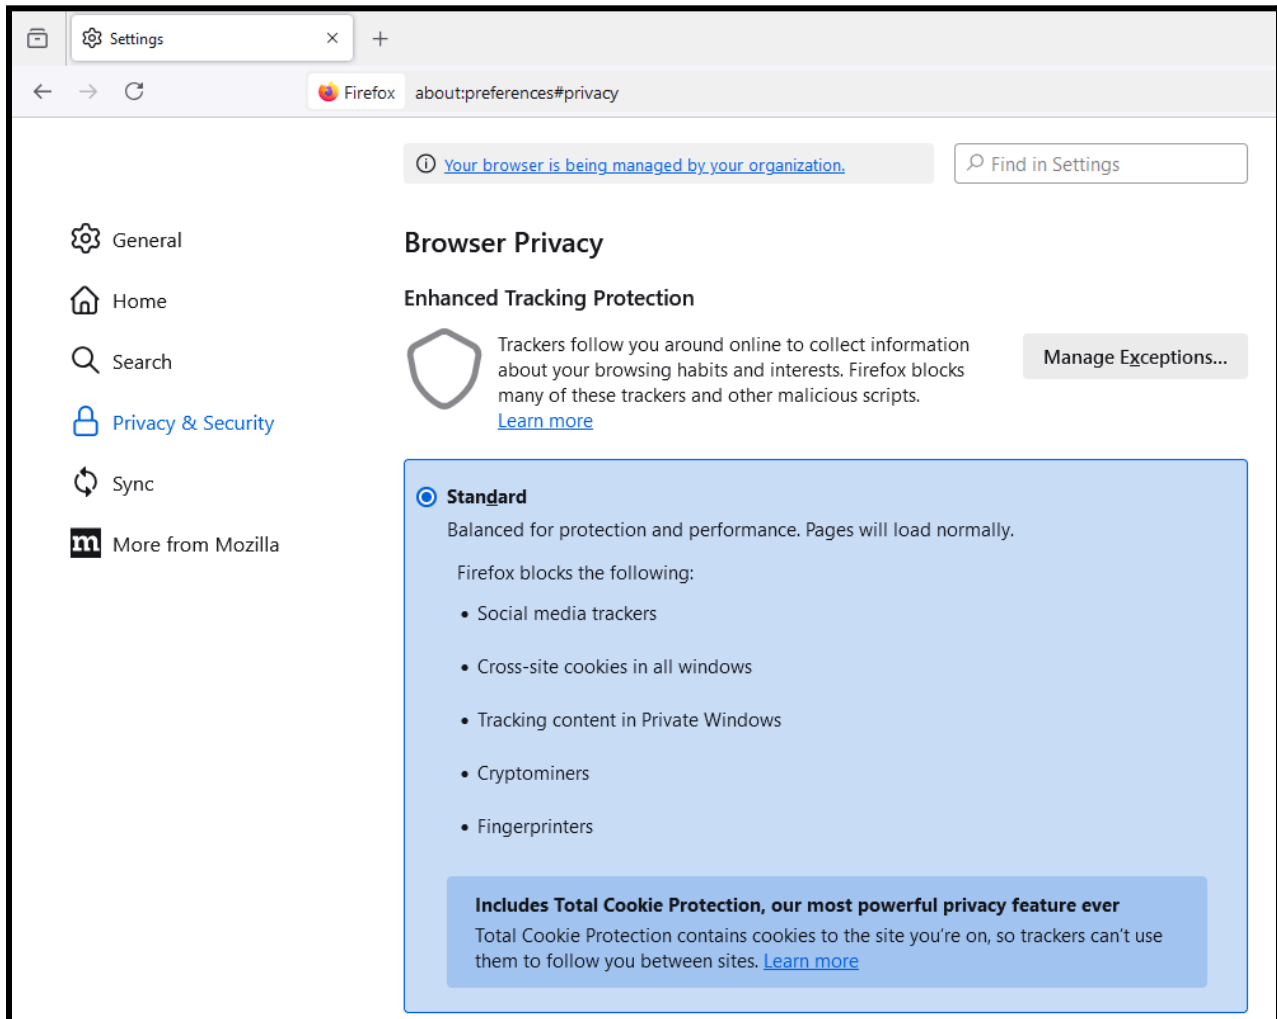 Settings
Firefox about:preferences#privacy
Your browser is being managed by your organization.
Find in Settings
General
Home
Search
Privacy & Security
Sync
m More from Mozilla
Browser Privacy
Enhanced Tracking Protection
Trackers follow you around online to collect information
about your browsing habits and interests. Firefox blocks
many of these trackers and other malicious scripts.
Learn more
Manage Exceptions...
Standard
Balanced for protection and performance. Pages will load normally.
Firefox blocks the following:
• Social media trackers
• Cross-site cookies in all windows
• Tracking content in Private Windows
• Cryptominers
• Fingerprinters
Includes Total Cookie Protection, our most powerful privacy feature ever
Total Cookie Protection contains cookies to the site you're on, so trackers can't use
them to follow you between sites. Learn more